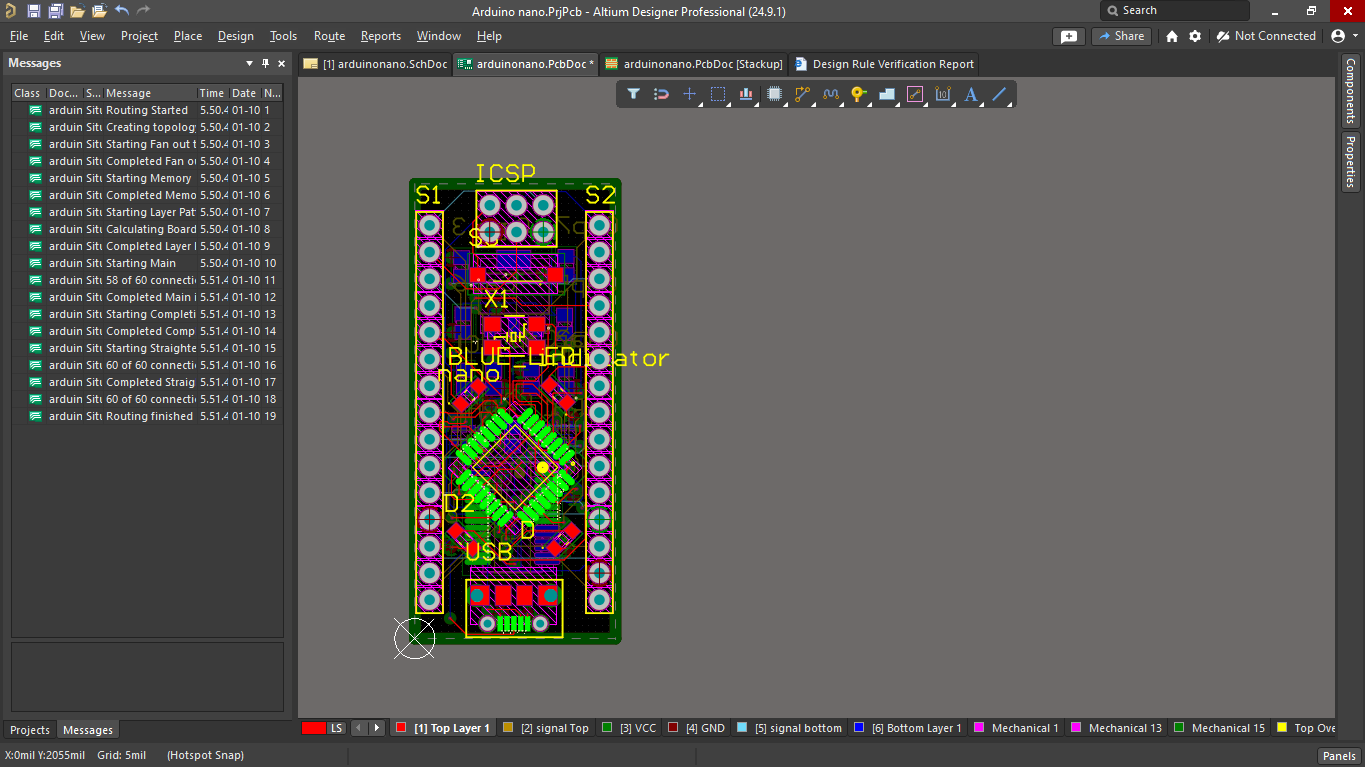 Arduino nano.PrjPcb - Altium Designer Professional (24.9.1)
Search
File Edit View Project Place Design Tools Route Reports Window Help
Share
Not Connected
Messages
[1] arduinonano.SchDoc
arduinonano.PcbDoc *
arduinonano.PcbDoc [Stackup]
Design Rule Verification Report
Class Doc... S... Message Time Date N...
arduin Situ Routing Started 5.50.4 01-10 1
arduin Situ Creating topology 5.50.4 01-10 2
arduin Situ Starting Fan out t 5.50.4 01-10 3
arduin Situ Completed Fan ou 5.50.4 01-10 4
arduin Situ Starting Memory 5.50.4 01-10 5
arduin Situ Completed Memo 5.50.4 01-10 6
arduin Situ Starting Layer Pat 5.50.4 01-10 7
arduin Situ Calculating Board 5.50.4 01-10 8
arduin Situ Completed Layer 5.50.4 01-10 9
arduin Situ Starting Main 5.50.4 01-10 10
arduin Situ 58 of 60 connecti 5.51.4 01-10 11
arduin Situ Completed Main i 5.51.4 01-10 12
arduin Situ Starting Completi 5.51.4 01-10 13
arduin Situ Completed Comp 5.51.4 01-10 14
arduin Situ Starting Straighte 5.51.4 01-10 15
arduin Situ 60 of 60 connecti 5.51.4 01-10 16
arduin Situ Completed Straig 5.51.4 01-10 17
arduin Situ 60 of 60 connecti 5.51.4 01-10 18
arduin Situ Routing finished 5.51.4 01-10 19
ICSP
S1
S2
S3
X1
BLUE_LED
indicator
nano
D2
D
USB
Components
Properties
Projects
Messages
LS
[1] Top Layer 1
[2] signal Top
[3] VCC
[4] GND
[5] signal bottom
[6] Bottom Layer 1
Mechanical 1
Mechanical 13
Mechanical 15
Top Ove
X:0mil Y:2055mil Grid: 5mil (Hotspot Snap)
Panels